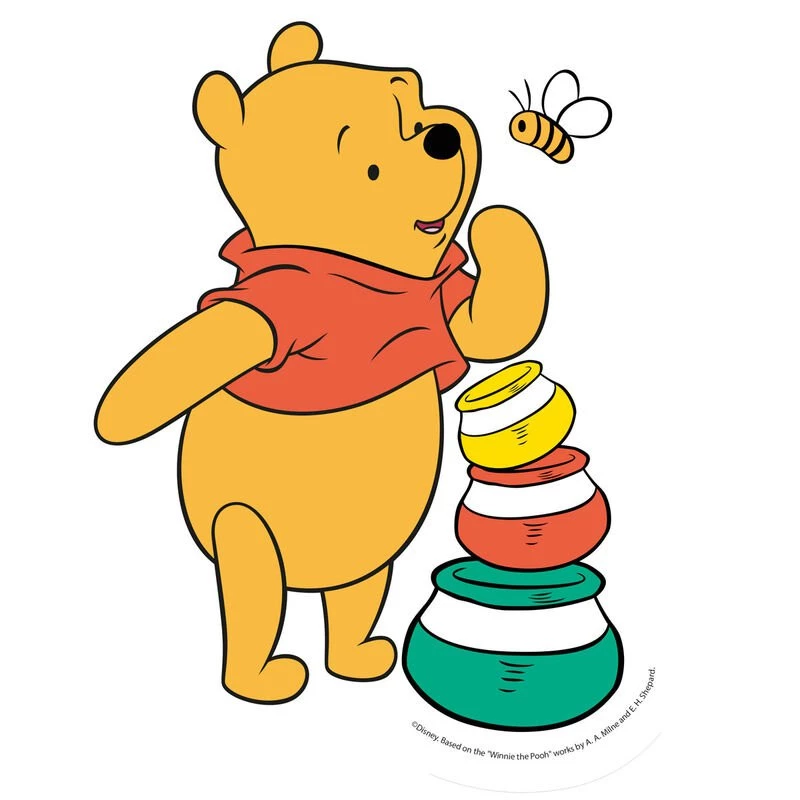 ©Disney. Based on the "Winnie the Pooh" works by A. A. Milne and E. H. Shepard.